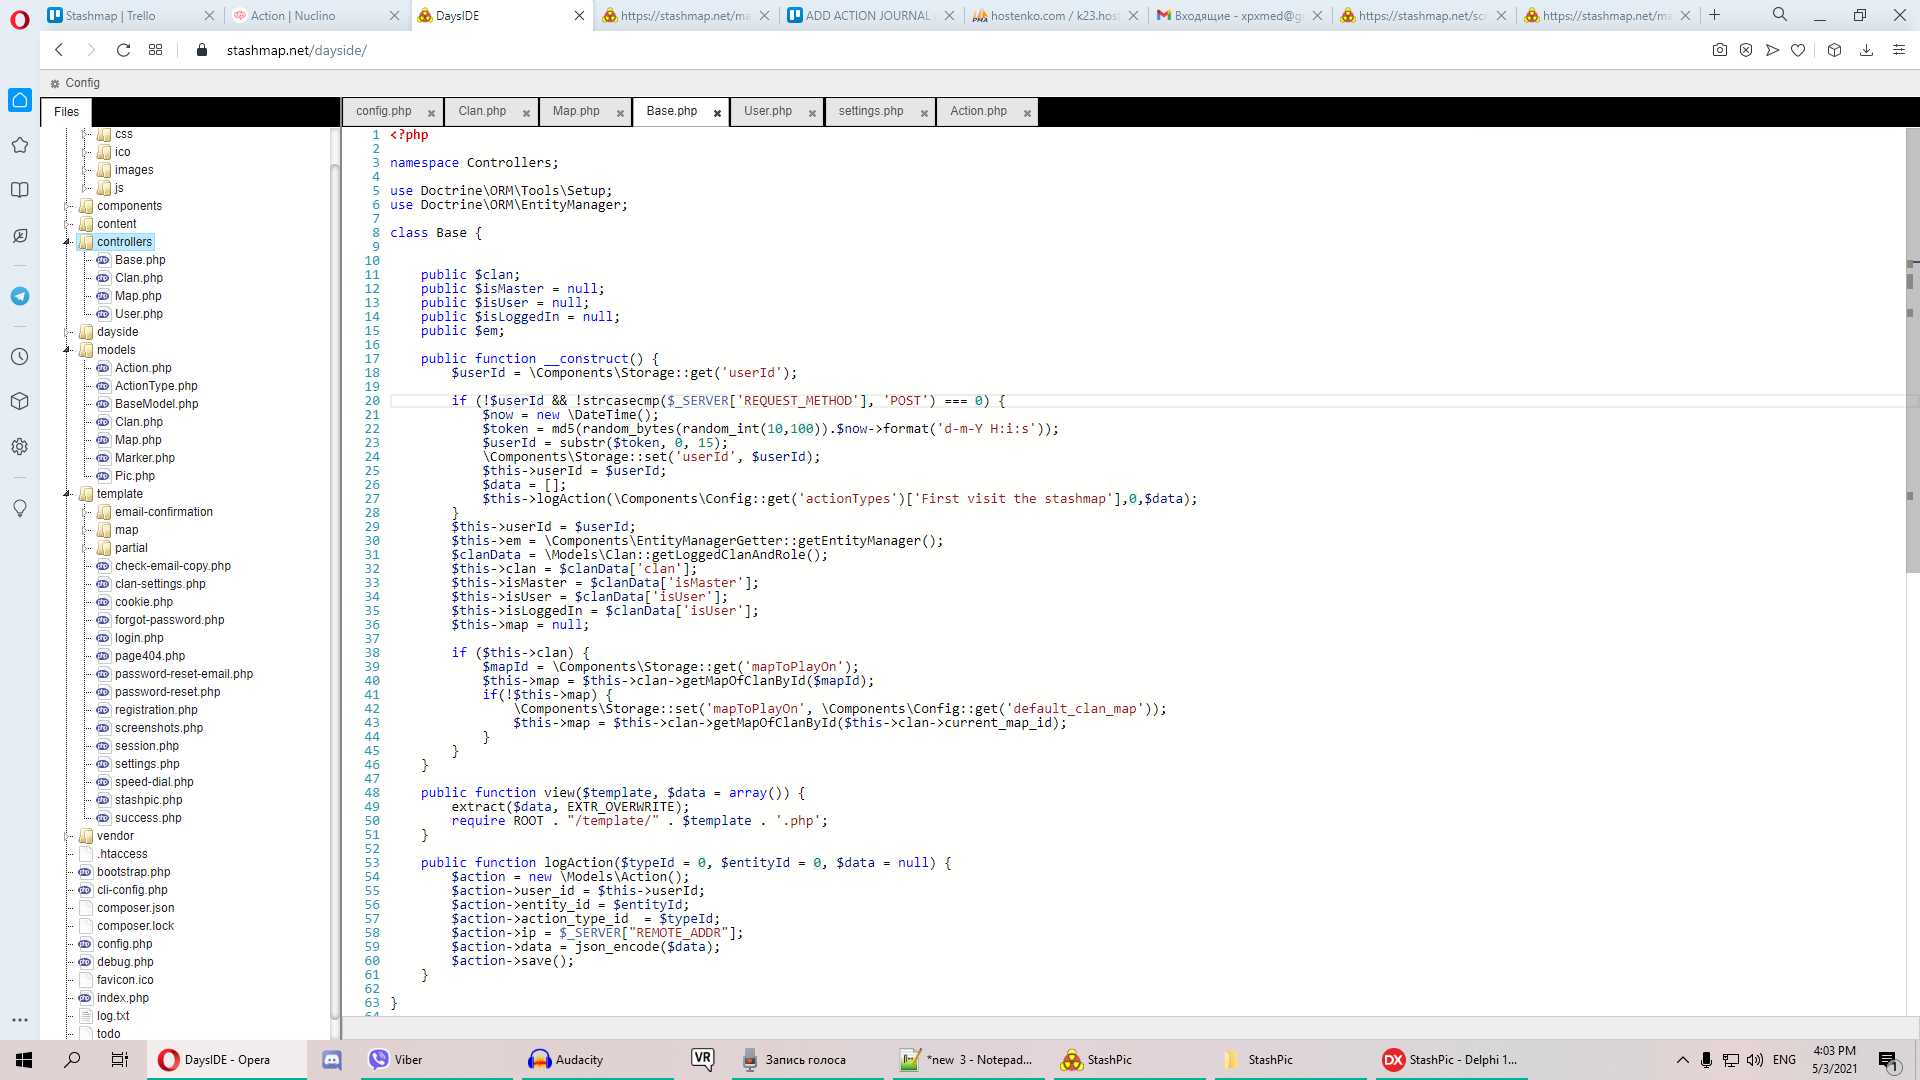 Stashmap | Trello
Action | Nuclino
DaysIDE
https://stashmap.net/ma
ADD ACTION JOURNAL
hostenko.com / k23.hos
Входящие - xpxmed@g
https://stashmap.net/scr
https://stashmap.net/ma
stashmap.net/dayside/
Config
Files
config.php
Clan.php
Map.php
Base.php
User.php
settings.php
Action.php
css
ico
images
js
components
content
controllers
Base.php
Clan.php
Map.php
User.php
dayside
models
Action.php
ActionType.php
BaseModel.php
Clan.php
Map.php
Marker.php
Pic.php
template
email-confirmation
map
partial
check-email-copy.php
clan-settings.php
cookie.php
forgot-password.php
login.php
page404.php
password-reset-email.php
password-reset.php
registration.php
screenshots.php
session.php
settings.php
speed-dial.php
stashpic.php
success.php
vendor
.htaccess
bootstrap.php
cli-config.php
composer.json
composer.lock
config.php
debug.php
favicon.ico
index.php
log.txt
todo
1 <?php
2
3 namespace Controllers;
4
5 use Doctrine\ORM\Tools\Setup;
6 use Doctrine\ORM\EntityManager;
7
8 class Base {
9
10
11     public $clan;
12     public $isMaster = null;
13     public $isUser = null;
14     public $isLoggedIn = null;
15     public $em;
16
17     public function __construct() {
18         $userId = \Components\Storage::get('userId');
19
20         if (!$userId && !strcasecmp($_SERVER['REQUEST_METHOD'], 'POST') === 0) {
21             $now = new \DateTime();
22             $token = md5(random_bytes(random_int(10,100)).$now->format('d-m-Y H:i:s'));
23             $userId = substr($token, 0, 15);
24             \Components\Storage::set('userId', $userId);
25             $this->userId = $userId;
26             $data = [];
27             $this->logAction(\Components\Config::get('actionTypes')['First visit the stashmap'],0,$data);
28         }
29         $this->userId = $userId;
30         $this->em = \Components\EntityManagerGetter::getEntityManager();
31         $clanData = \Models\Clan::getLoggedClanAndRole();
32         $this->clan = $clanData['clan'];
33         $this->isMaster = $clanData['isMaster'];
34         $this->isUser = $clanData['isUser'];
35         $this->isLoggedIn = $clanData['isUser'];
36         $this->map = null;
37
38         if ($this->clan) {
39             $mapId = \Components\Storage::get('mapToPlayOn');
40             $this->map = $this->clan->getMapOfClanById($mapId);
41             if(!$this->map) {
42                 \Components\Storage::set('mapToPlayOn', \Components\Config::get('default_clan_map'));
43                 $this->map = $this->clan->getMapOfClanById($this->clan->current_map_id);
44             }
45         }
46     }
47
48     public function view($template, $data = array()) {
49         extract($data, EXTR_OVERWRITE);
50         require ROOT . "/template/" . $template . '.php';
51     }
52
53     public function logAction($typeId = 0, $entityId = 0, $data = null) {
54         $action = new \Models\Action();
55         $action->user_id = $this->userId;
56         $action->entity_id = $entityId;
57         $action->action_type_id  = $typeId;
58         $action->ip = $_SERVER["REMOTE_ADDR"];
59         $action->data = json_encode($data);
60         $action->save();
61     }
62
63 }
64
DaysIDE - Opera
Viber
Audacity
VR
Запись голоса
*new 3 - Notepad...
StashPic
StashPic
DX
StashPic - Delphi 1...
ENG
4:03 PM
5/3/2021
1